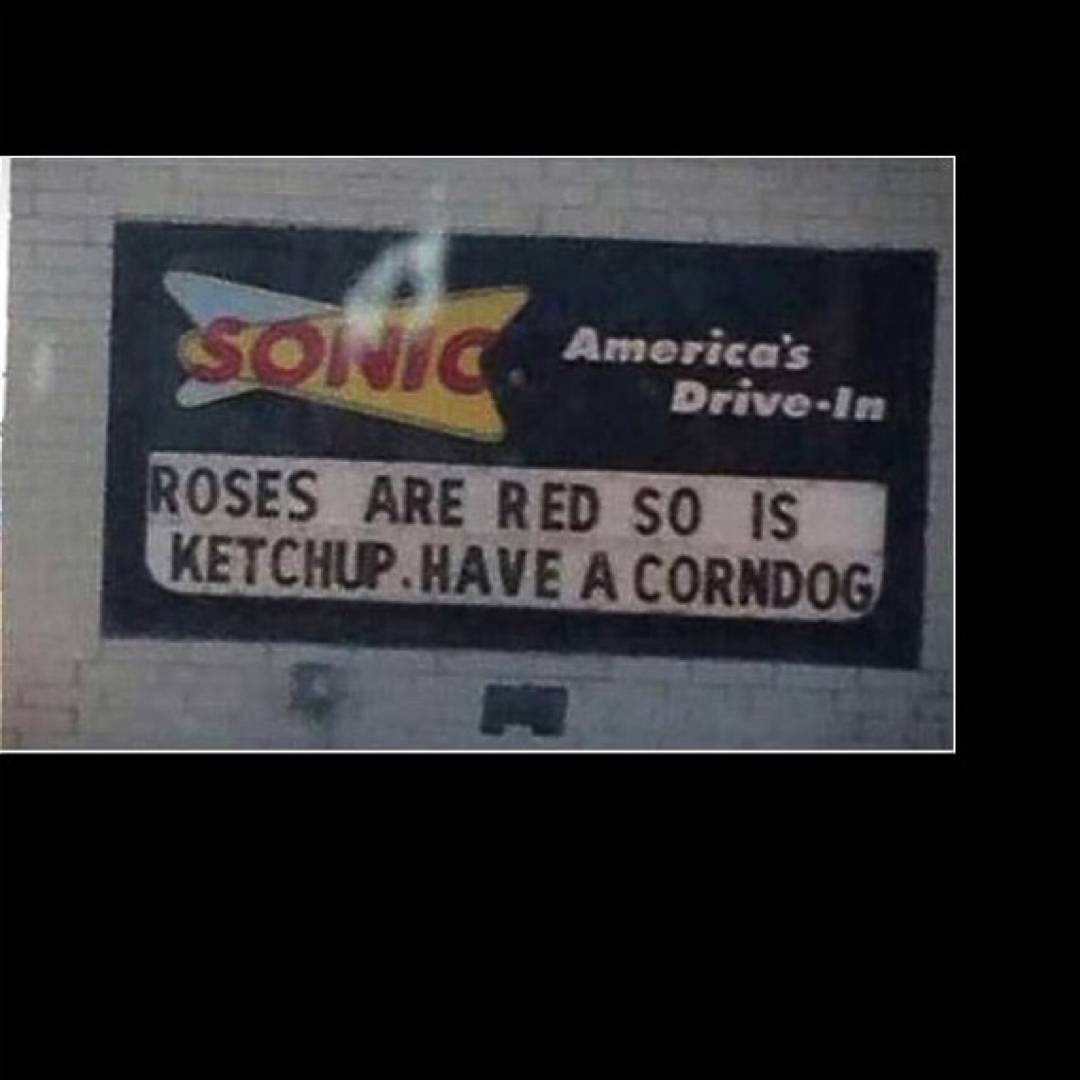 SONIC
America's
Drive-In
ROSES ARE RED SO IS
KETCHUP. HAVE A CORNDOG